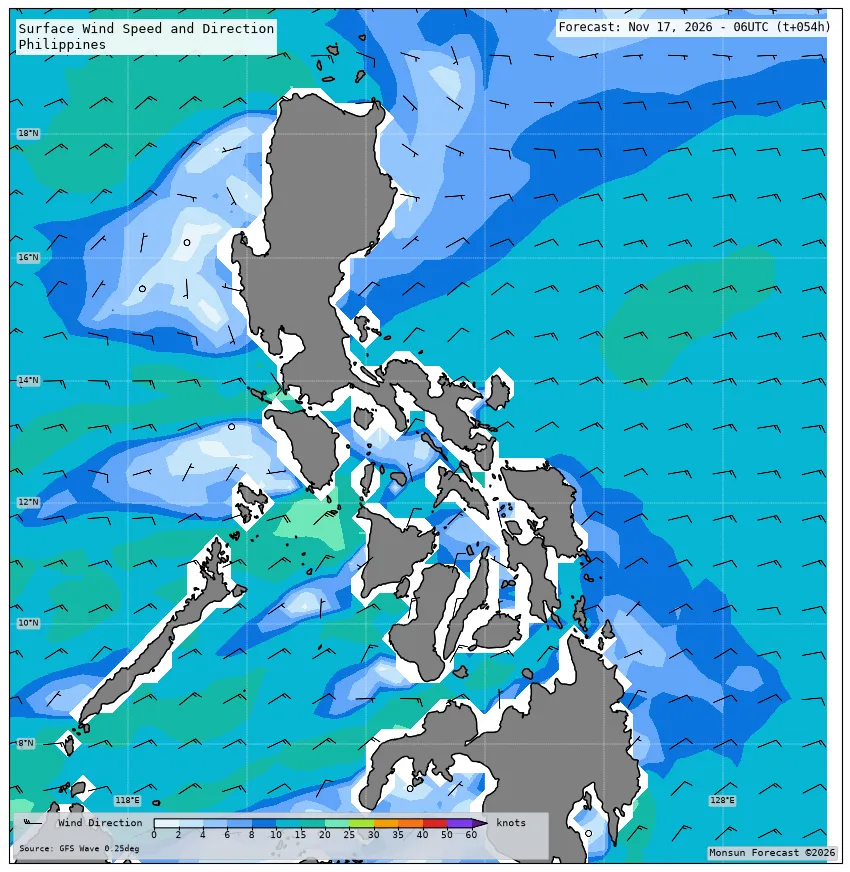 Surface Wind Speed and Direction
Philippines
Forecast: Nov 17, 2026 - 06UTC (t+054h)
18°N
16°N
14°N
12°N
10°N
8°N
118°E
128°E
Wind Direction
0 2 4 6 8 10 15 20 25 30 40 50 60 knots
Source: GFS Wave 0.25deg
Monsun Forecast ©2026